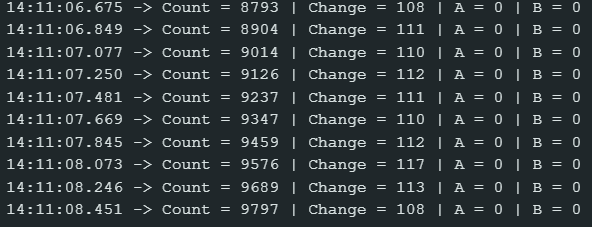 14:11:06.675 -> Count = 8793 | Change = 108 | A = 0 | B = 0
14:11:06.849 -> Count = 8904 | Change = 111 | A = 0 | B = 0
14:11:07.077 -> Count = 9014 | Change = 110 | A = 0 | B = 0
14:11:07.250 -> Count = 9126 | Change = 112 | A = 0 | B = 0
14:11:07.481 -> Count = 9237 | Change = 111 | A = 0 | B = 0
14:11:07.669 -> Count = 9347 | Change = 110 | A = 0 | B = 0
14:11:07.845 -> Count = 9459 | Change = 112 | A = 0 | B = 0
14:11:08.073 -> Count = 9576 | Change = 117 | A = 0 | B = 0
14:11:08.246 -> Count = 9689 | Change = 113 | A = 0 | B = 0
14:11:08.451 -> Count = 9797 | Change = 108 | A = 0 | B = 0